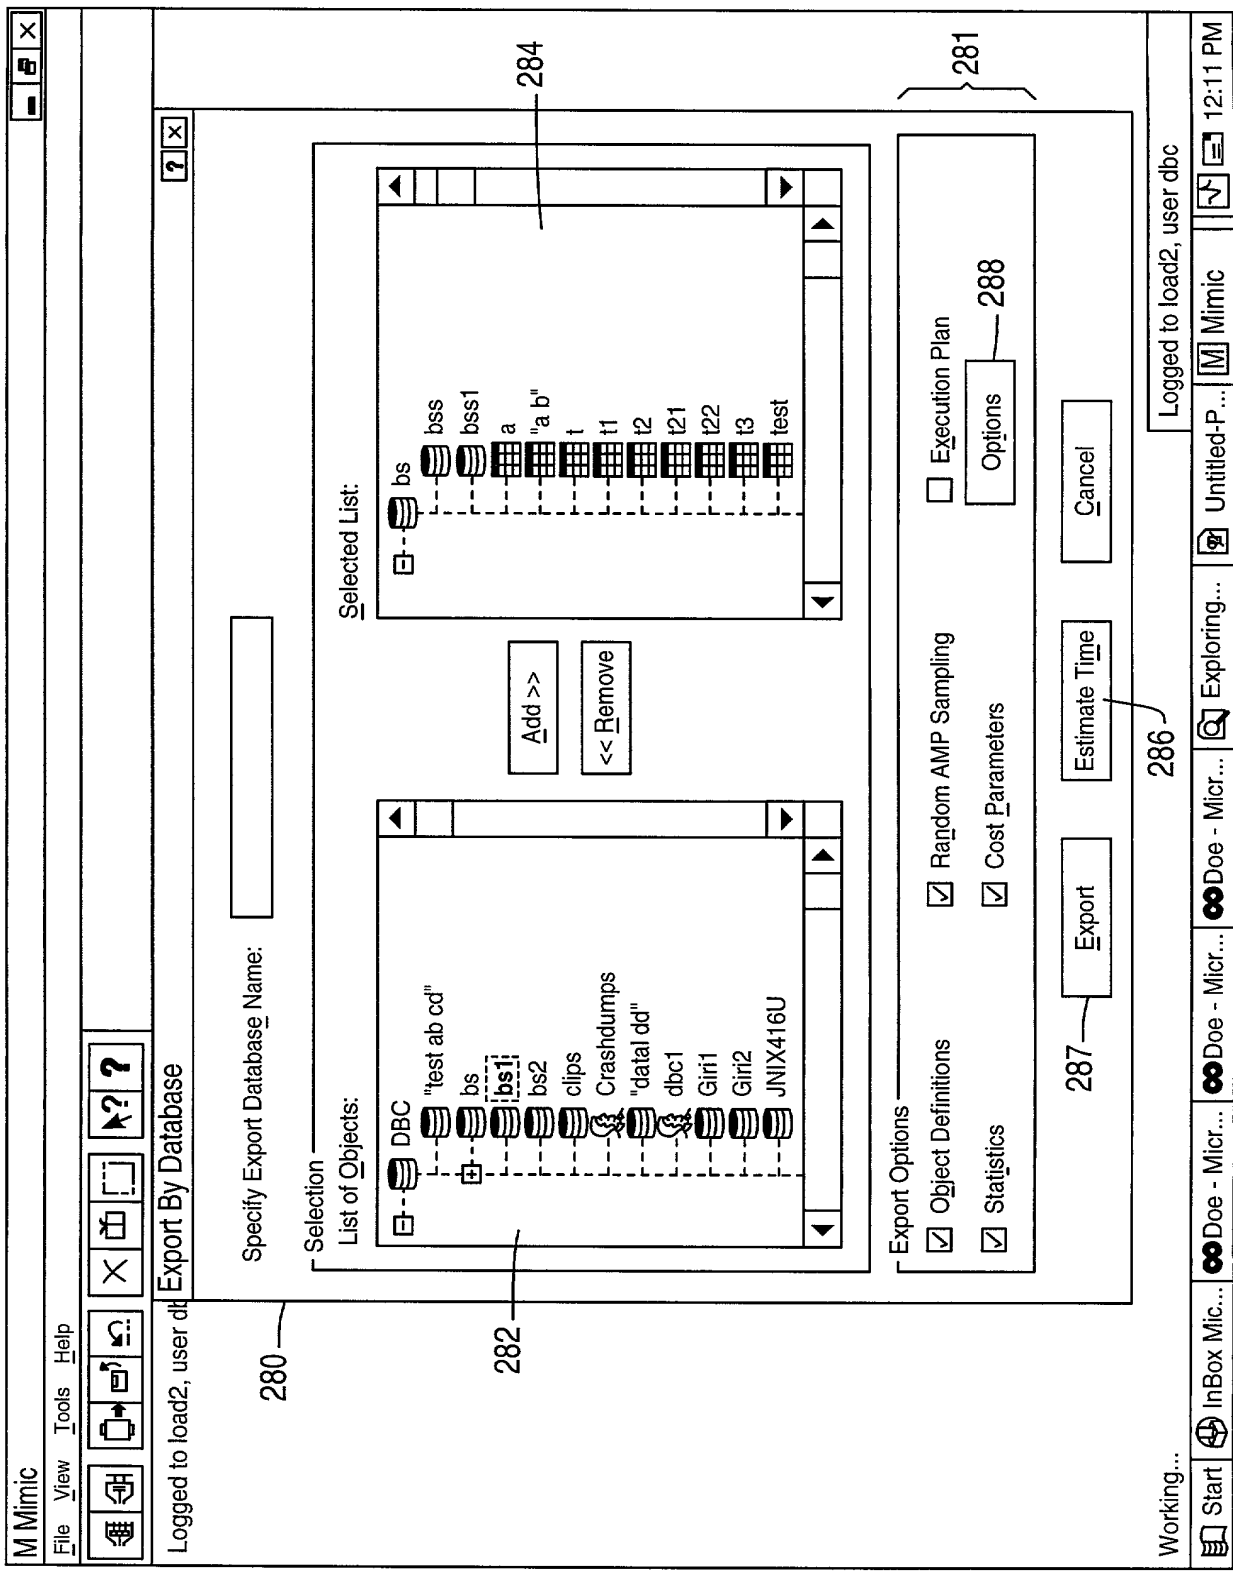 M Mimic
File View Tools Help
Logged to load2, user db
Export By Database
? ×
Specify Export Database Name:
Selection
List of Objects:
DBC
"test ab cd"
bs
bs1
bs2
clips
Crashdumps
"datal dd"
dbc1
Giri1
Giri2
JNIX416U
Add >>
<< Remove
Selected List:
bs
bss
bss1
a
"a b"
t
t1
t2
t21
t22
t3
test
Export Options
Object Definitions
Random AMP Sampling
Execution Plan
Statistics
Cost Parameters
Options
Export
Estimate Time
Cancel
280
282
284
281
288
287
286
Working...
Logged to load2, user dbc
Start
InBox Mic...
Doe - Micr...
Doe - Micr...
Doe - Micr...
Exploring...
Untitled-P...
M Mimic
12:11 PM